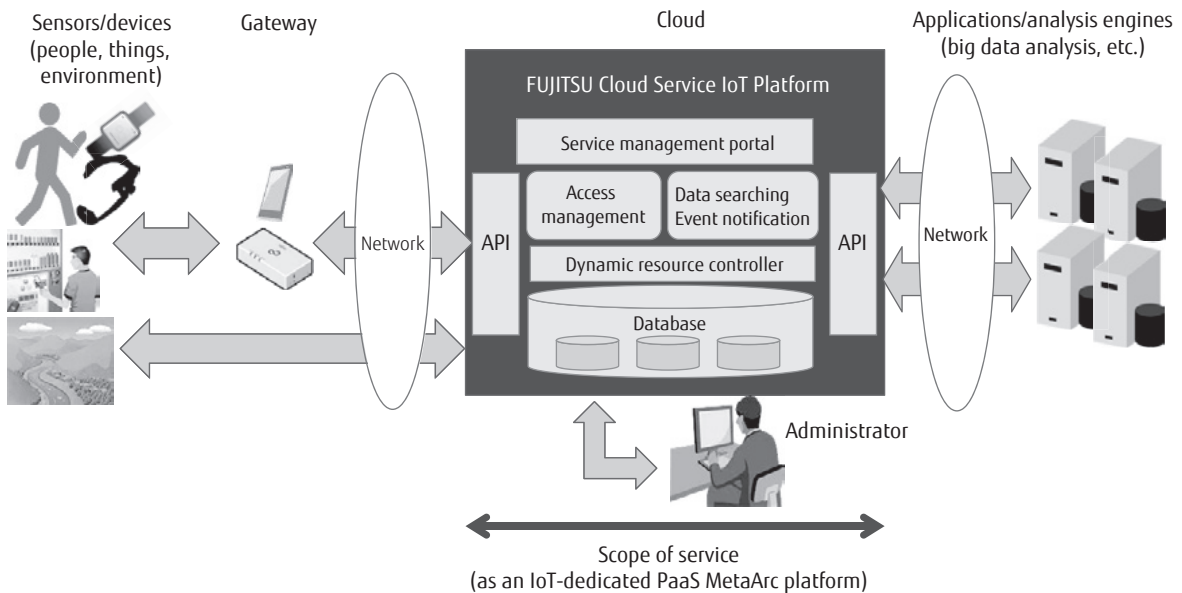 Sensors/devices
(people, things,
environment)
Gateway
Cloud
Applications/analysis engines
(big data analysis, etc.)
FUJITSU Cloud Service IoT Platform
Service management portal
Access
management
Data searching
Event notification
API
API
Network
Network
Dynamic resource controller
Database
Administrator
Scope of service
(as an IoT-dedicated PaaS MetaArc platform)